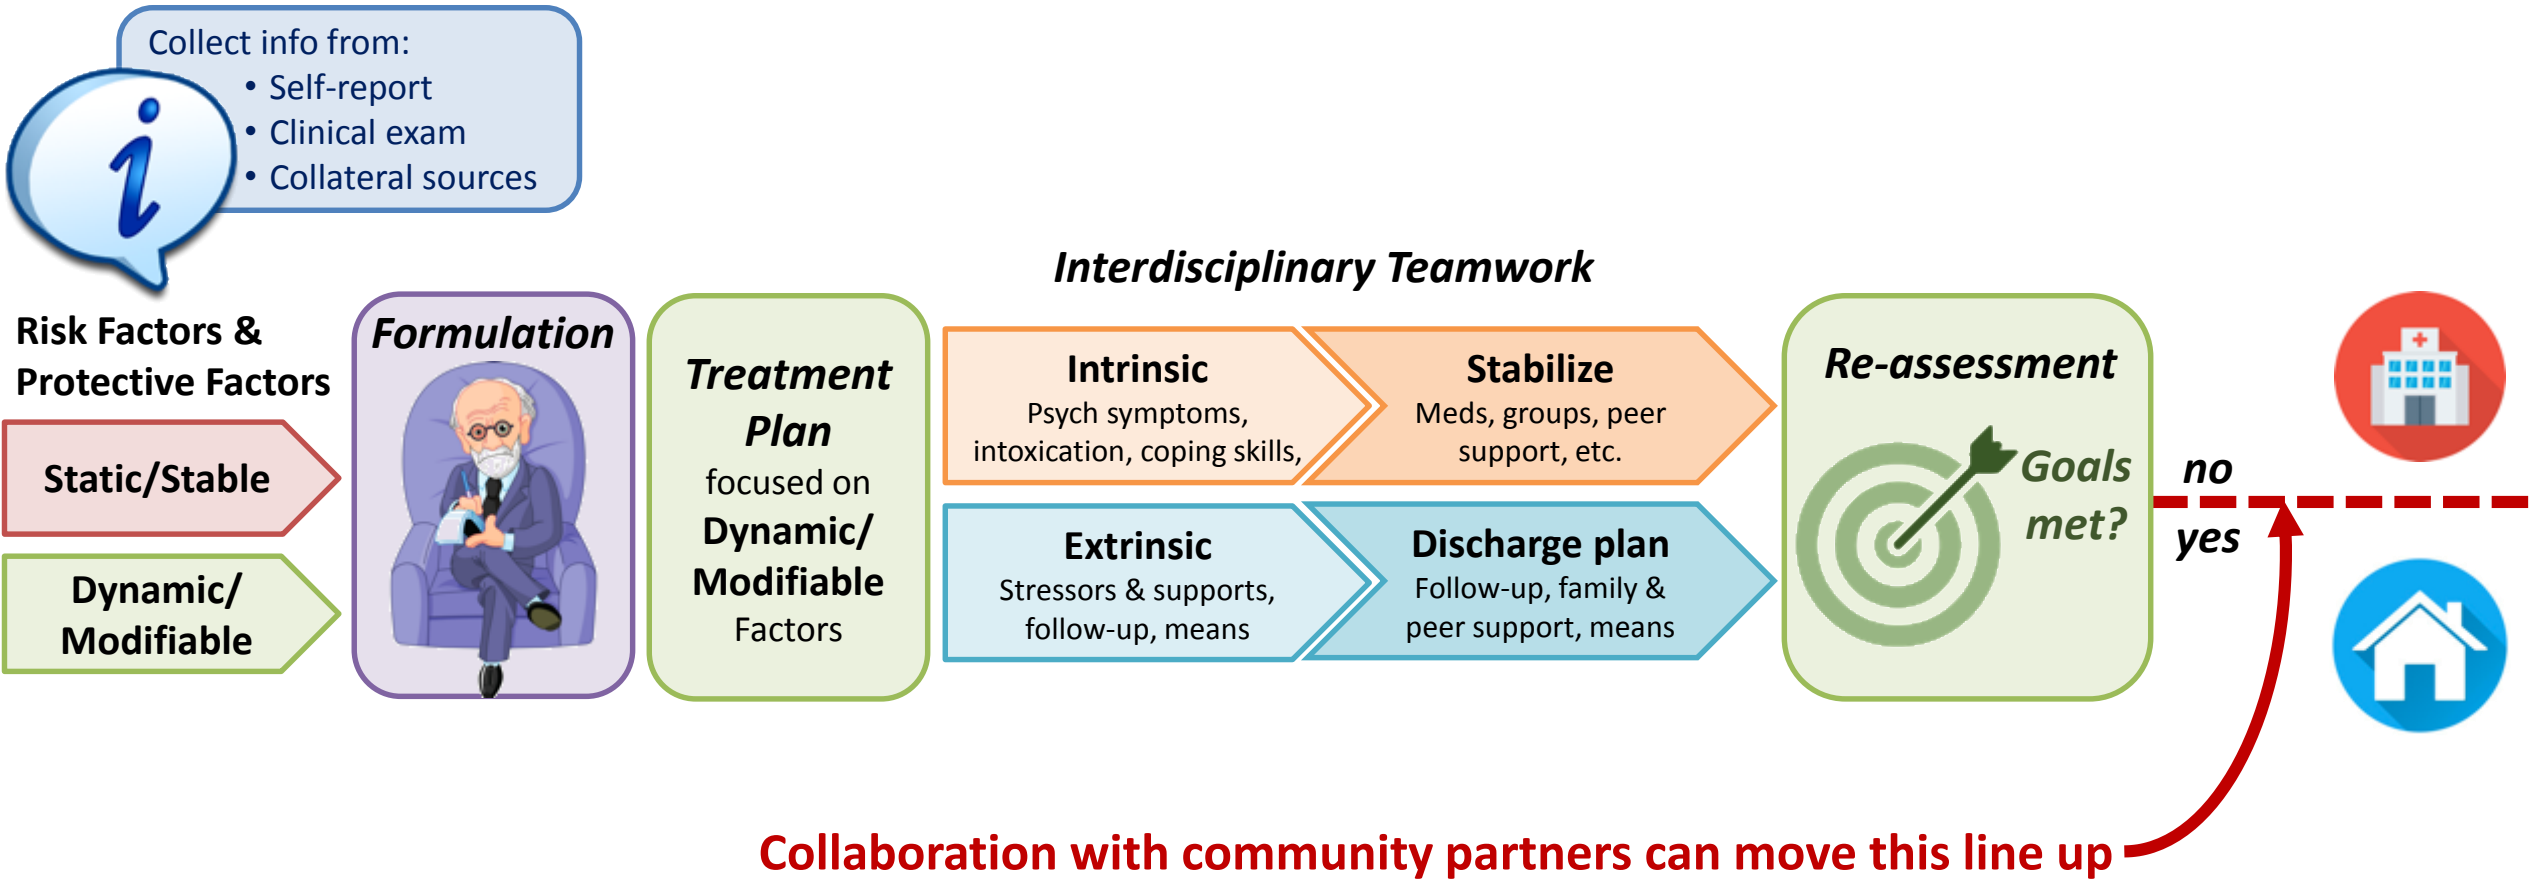 Collect info from:
• Self-report
• Clinical exam
• Collateral sources
Risk Factors &
Protective Factors
Static/Stable
Dynamic/
Modifiable
Formulation
Treatment
Plan
focused on
Dynamic/
Modifiable
Factors
Interdisciplinary Teamwork
Intrinsic
Psych symptoms,
intoxication, coping skills,
Stabilize
Meds, groups, peer
support, etc.
Extrinsic
Stressors & supports,
follow-up, means
Discharge plan
Follow-up, family &
peer support, means
Re-assessment
Goals
met?
no
yes
Collaboration with community partners can move this line up